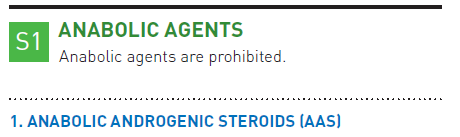 S1
ANABOLIC AGENTS
Anabolic agents are prohibited.
1. ANABOLIC ANDROGENIC STEROIDS (AAS)